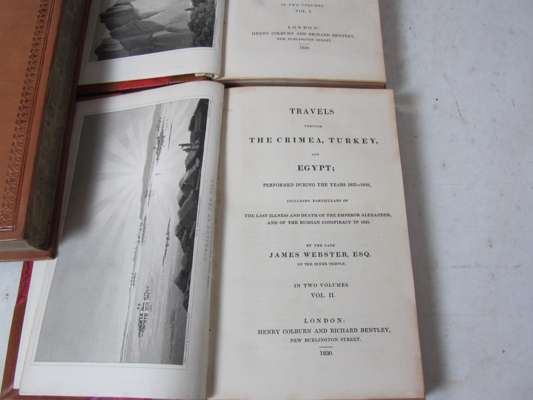 IN TWO VOLUMES
VOL. I.
LONDON:
HENRY COLBURN AND RICHARD BENTLEY,
NEW BURLINGTON STREET.
1830.
TRAVELS
THROUGH
THE CRIMEA, TURKEY,
AND
EGYPT;
PERFORMED DURING THE YEARS 1825—1828,
INCLUDING PARTICULARS OF
THE LAST ILLNESS AND DEATH OF THE EMPEROR ALEXANDER,
AND OF THE RUSSIAN CONSPIRACY IN 1825.
BY THE LATE
JAMES WEBSTER, ESQ.
OF THE INNER TEMPLE.
IN TWO VOLUMES
VOL. II.
LONDON:
HENRY COLBURN AND RICHARD BENTLEY,
NEW BURLINGTON STREET.
1830.